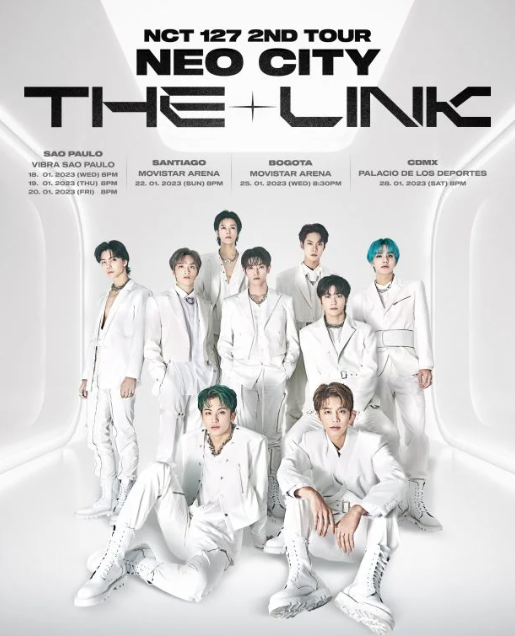 NCT 127 2ND TOUR
NEO CITY
THE LINK
SAO PAULO
VIBRA SAO PAULO
18. 01. 2023 (WED) 8PM
19. 01. 2023 (THU) 8PM
20. 01. 2023 (FRI) 8PM
SANTIAGO
MOVISTAR ARENA
22. 01. 2023 (SUN) 8PM
BOGOTA
MOVISTAR ARENA
25. 01. 2023 (WED) 8:30PM
CDMX
PALACIO DE LOS DEPORTES
28. 01. 2023 (SAT) 8PM